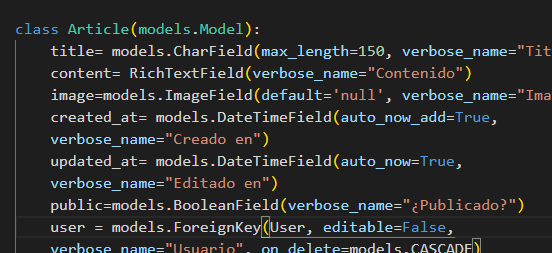 class Article(models.Model):
title= models.CharField(max_length=150, verbose_name="Tit
content= RichTextField(verbose_name="Contenido")
image=models.ImageField(default='null', verbose_name="Ima
created_at= models.DateTimeField(auto_now_add=True,
verbose_name="Creado en")
updated_at= models.DateTimeField(auto_now=True,
verbose_name="Editado en")
public=models.BooleanField(verbose_name="¿Publicado?")
user = models.ForeignKey(User, editable=False,
verbose_name="Usuario", on_delete=models.CASCADE)